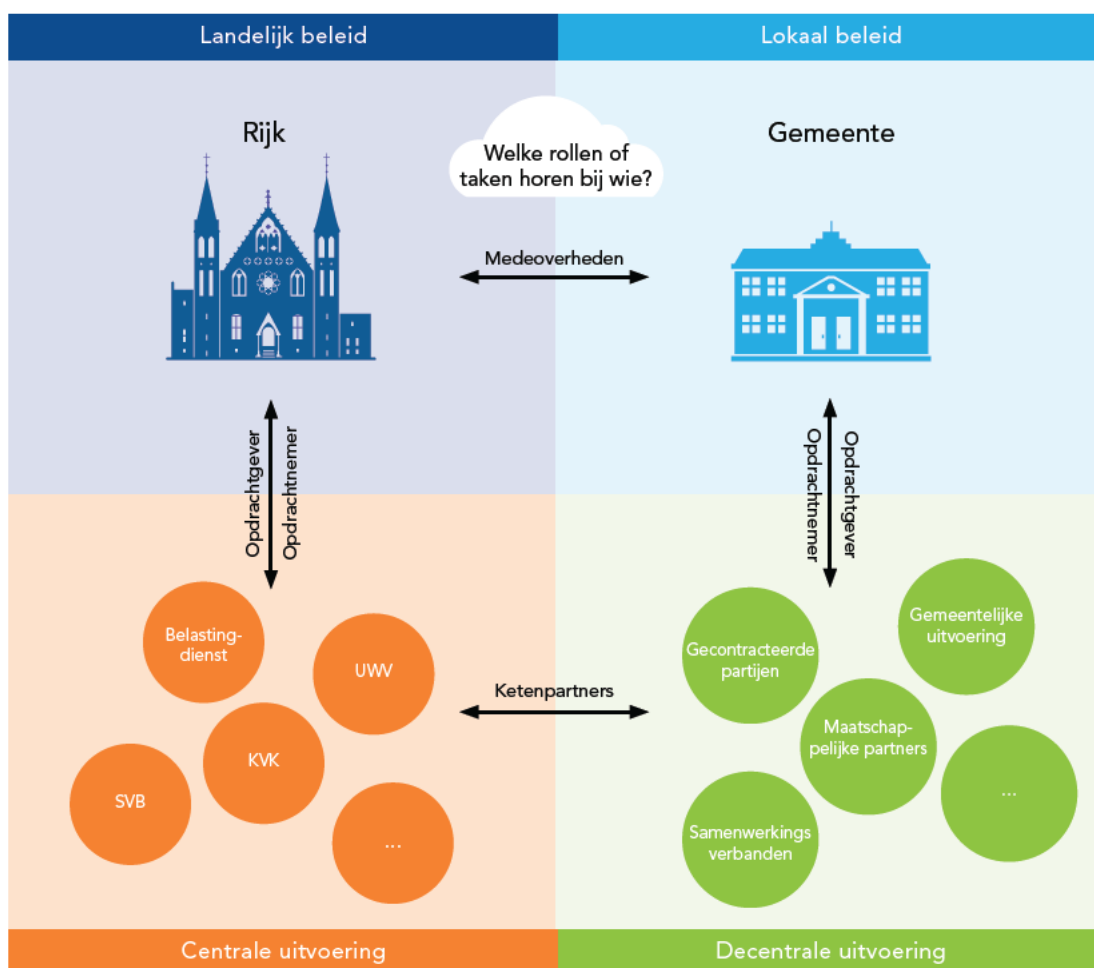 Landelijk beleid
Lokaal beleid
Rijk
Welke rollen of
taken horen bij wie?
Gemeente
Medeoverheden
Opdrachtgever
Opdrachtnemer
Opdrachtnemer
Opdrachtgever
Belasting-
dienst
UWV
KVK
SVB
...
Ketenpartners
Gecontracteerde
partijen
Gemeentelijke
uitvoering
Maatschap-
pelijke partners
...
Samenwerkings
verbanden
Centrale uitvoering
Decentrale uitvoering